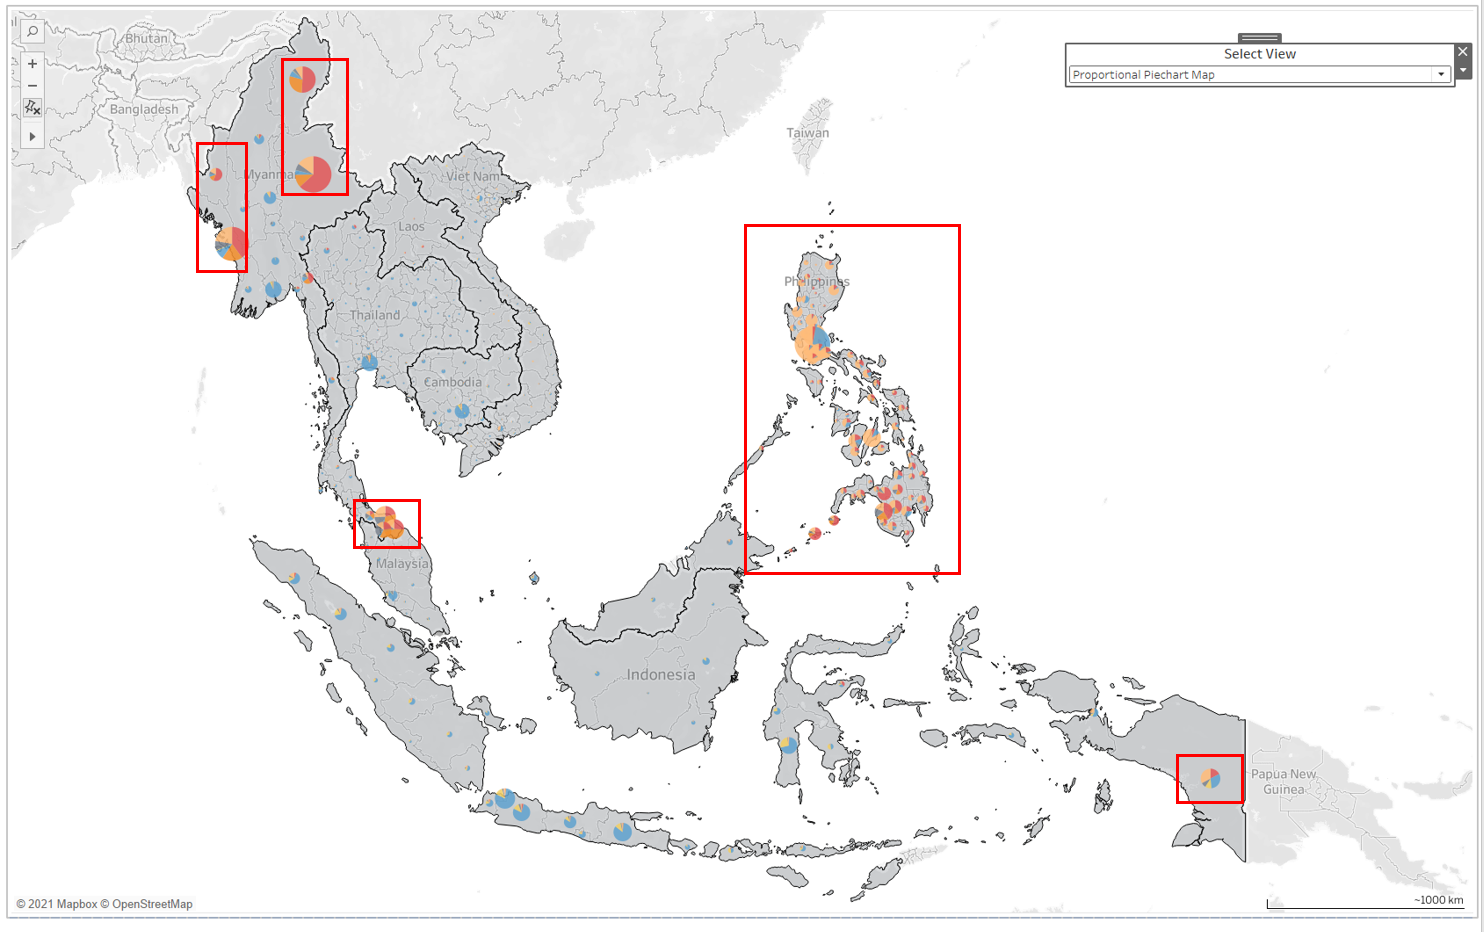 Select View
Proportional Piechart Map
Bhutan
Bangladesh
Taiwan
Myanmar
Viet Nam
Laos
Philippines
Thailand
Cambodia
Malaysia
Indonesia
Papua New
Guinea
© 2021 Mapbox © OpenStreetMap
~1000 km